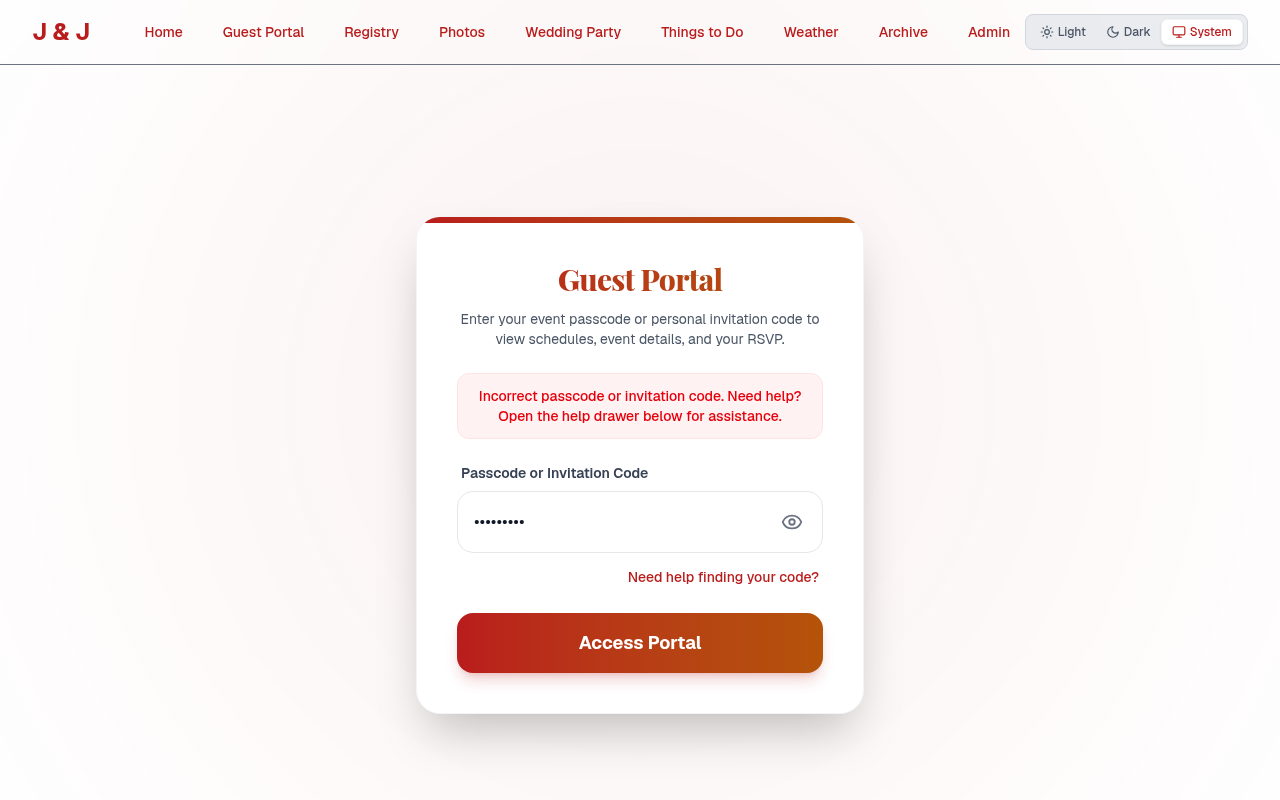 J & J
Home
Guest Portal
Registry
Photos
Wedding Party
Things to Do
Weather
Archive
Admin
Light
Dark
System
Guest Portal
Enter your event passcode or personal invitation code to
view schedules, event details, and your RSVP.
Incorrect passcode or invitation code. Need help?
Open the help drawer below for assistance.
Passcode or Invitation Code
•••••••••
Need help finding your code?
Access Portal